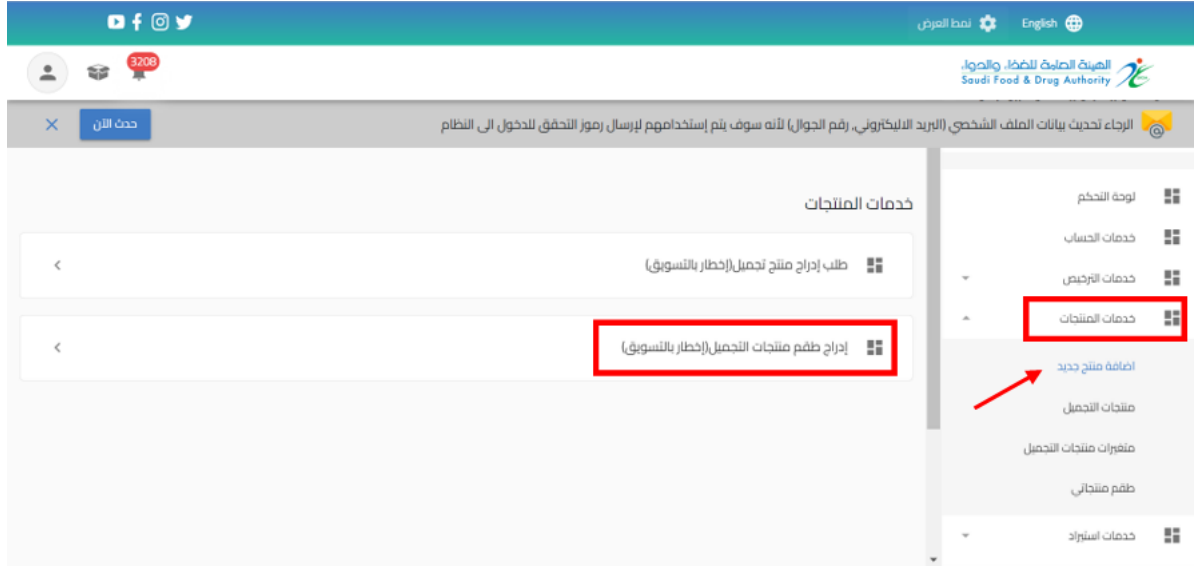 English
نمط العرض
الهيئة العامة للغذاء والدواء
Saudi Food & Drug Authority
3208
الرجاء تحديث بيانات الملف الشخصي (البريد الاليكتروني, رقم الجوال) لأنه سوف يتم إستخدامهم لإرسال رموز التحقق للدخول الى النظام
حدث الآن
لوحة التحكم
خدمات الحساب
خدمات الترخيص
خدمات المنتجات
اضافة منتج جديد
منتجات التجميل
متغيرات منتجات التجميل
طقم منتجاتي
خدمات استيراد
خدمات المنتجات
طلب إدراج منتج تجميل(إخطار بالتسويق)
إدراج طقم منتجات التجميل(إخطار بالتسويق)